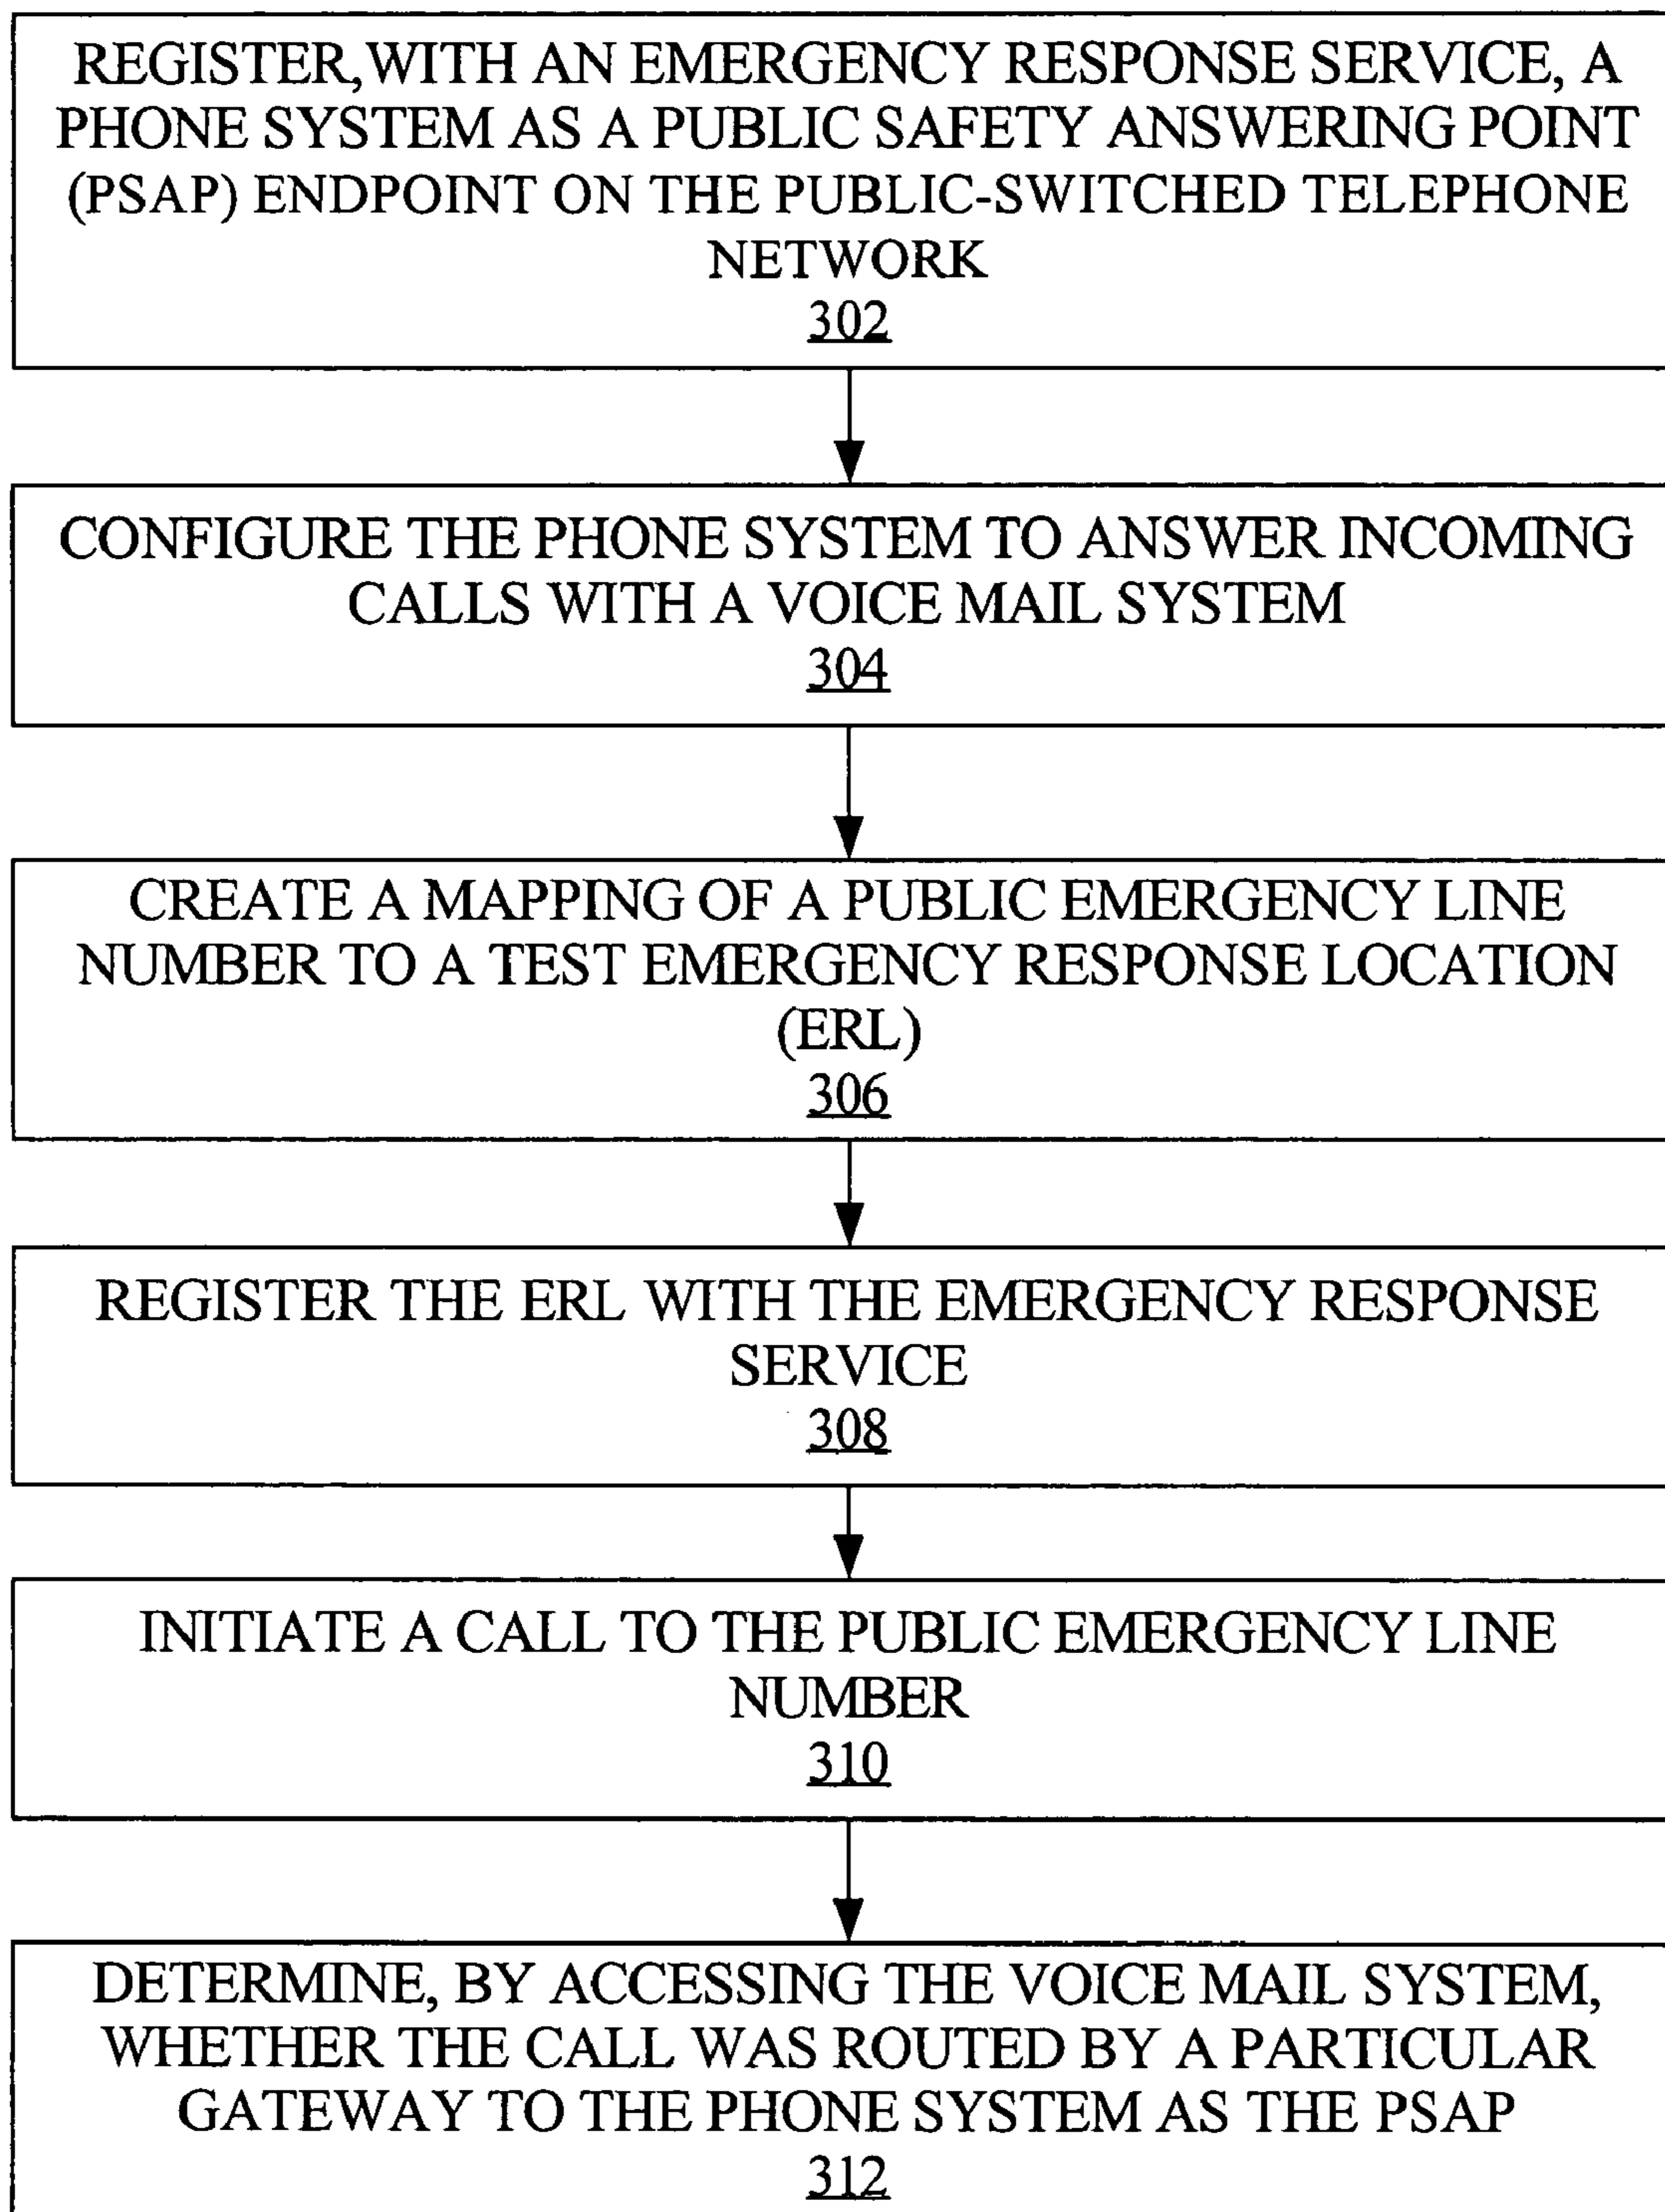 REGISTER, WITH AN EMERGENCY RESPONSE SERVICE, A
PHONE SYSTEM AS A PUBLIC SAFETY ANSWERING POINT
(PSAP) ENDPOINT ON THE PUBLIC-SWITCHED TELEPHONE
NETWORK
302
CONFIGURE THE PHONE SYSTEM TO ANSWER INCOMING
CALLS WITH A VOICE MAIL SYSTEM
304
CREATE A MAPPING OF A PUBLIC EMERGENCY LINE
NUMBER TO A TEST EMERGENCY RESPONSE LOCATION
(ERL)
306
REGISTER THE ERL WITH THE EMERGENCY RESPONSE
SERVICE
308
INITIATE A CALL TO THE PUBLIC EMERGENCY LINE
NUMBER
310
DETERMINE, BY ACCESSING THE VOICE MAIL SYSTEM,
WHETHER THE CALL WAS ROUTED BY A PARTICULAR
GATEWAY TO THE PHONE SYSTEM AS THE PSAP
312